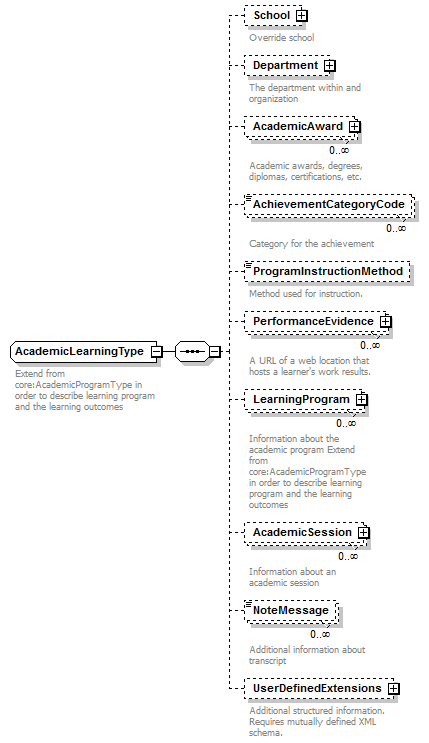 School
Override school
Department
The department within and
organization
AcademicAward
0..∞
Academic awards, degrees,
diplomas, certifications, etc.
AchievementCategoryCode
0..∞
Category for the achievement
ProgramInstructionMethod
Method used for instruction.
PerformanceEvidence
0..∞
A URL of a web location that
hosts a learner's work results.
AcademicLearningType
Extend from
core:AcademicProgramType in
order to describe learning program
and the learning outcomes
LearningProgram
0..∞
Information about the
academic program Extend
from
core:AcademicProgramType
in order to describe learning
program and the learning
outcomes
AcademicSession
0..∞
Information about an
academic session
NoteMessage
0..∞
Additional information about
transcript
UserDefinedExtensions
Additional structured information.
Requires mutually defined XML
schema.